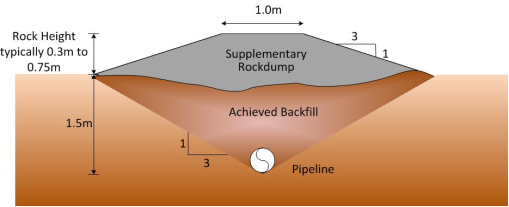 1.0m
Rock Height
typically 0.3m to
0.75m
3
1
Supplementary
Rockdump
Achieved Backfill
1.5m
1
3
Pipeline